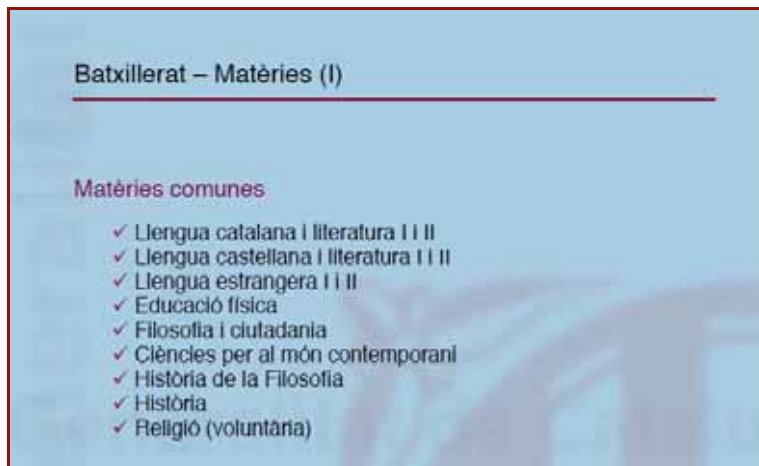 Batxillerat – Matèries (I)
Matèries comunes
✓ Llengua catalana i literatura I i II
✓ Llengua castellana i literatura I i II
✓ Llengua estrangera I i II
✓ Educació física
✓ Filosofia i ciutadania
✓ Ciències per al món contemporani
✓ Història de la Filosofia
✓ Història
✓ Religió (voluntària)